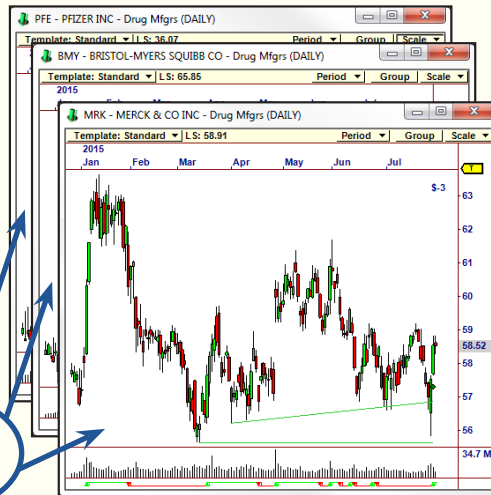 PFE - PFIZER INC - Drug Mfgrs (DAILY)
Template: Standard LS: 36.07 Period Group Scale
BMY - BRISTOL-MYERS SQUIBB CO - Drug Mfgrs (DAILY)
Template: Standard LS: 65.85 Period Group Scale
2015
MRK - MERCK & CO INC - Drug Mfgrs (DAILY)
Template: Standard LS: 58.91 Period Group Scale
2015
Jan Feb Mar Apr May Jun Jul
T
$-3
63
62
61
60
59
58.52
58
57
56
34.7 M